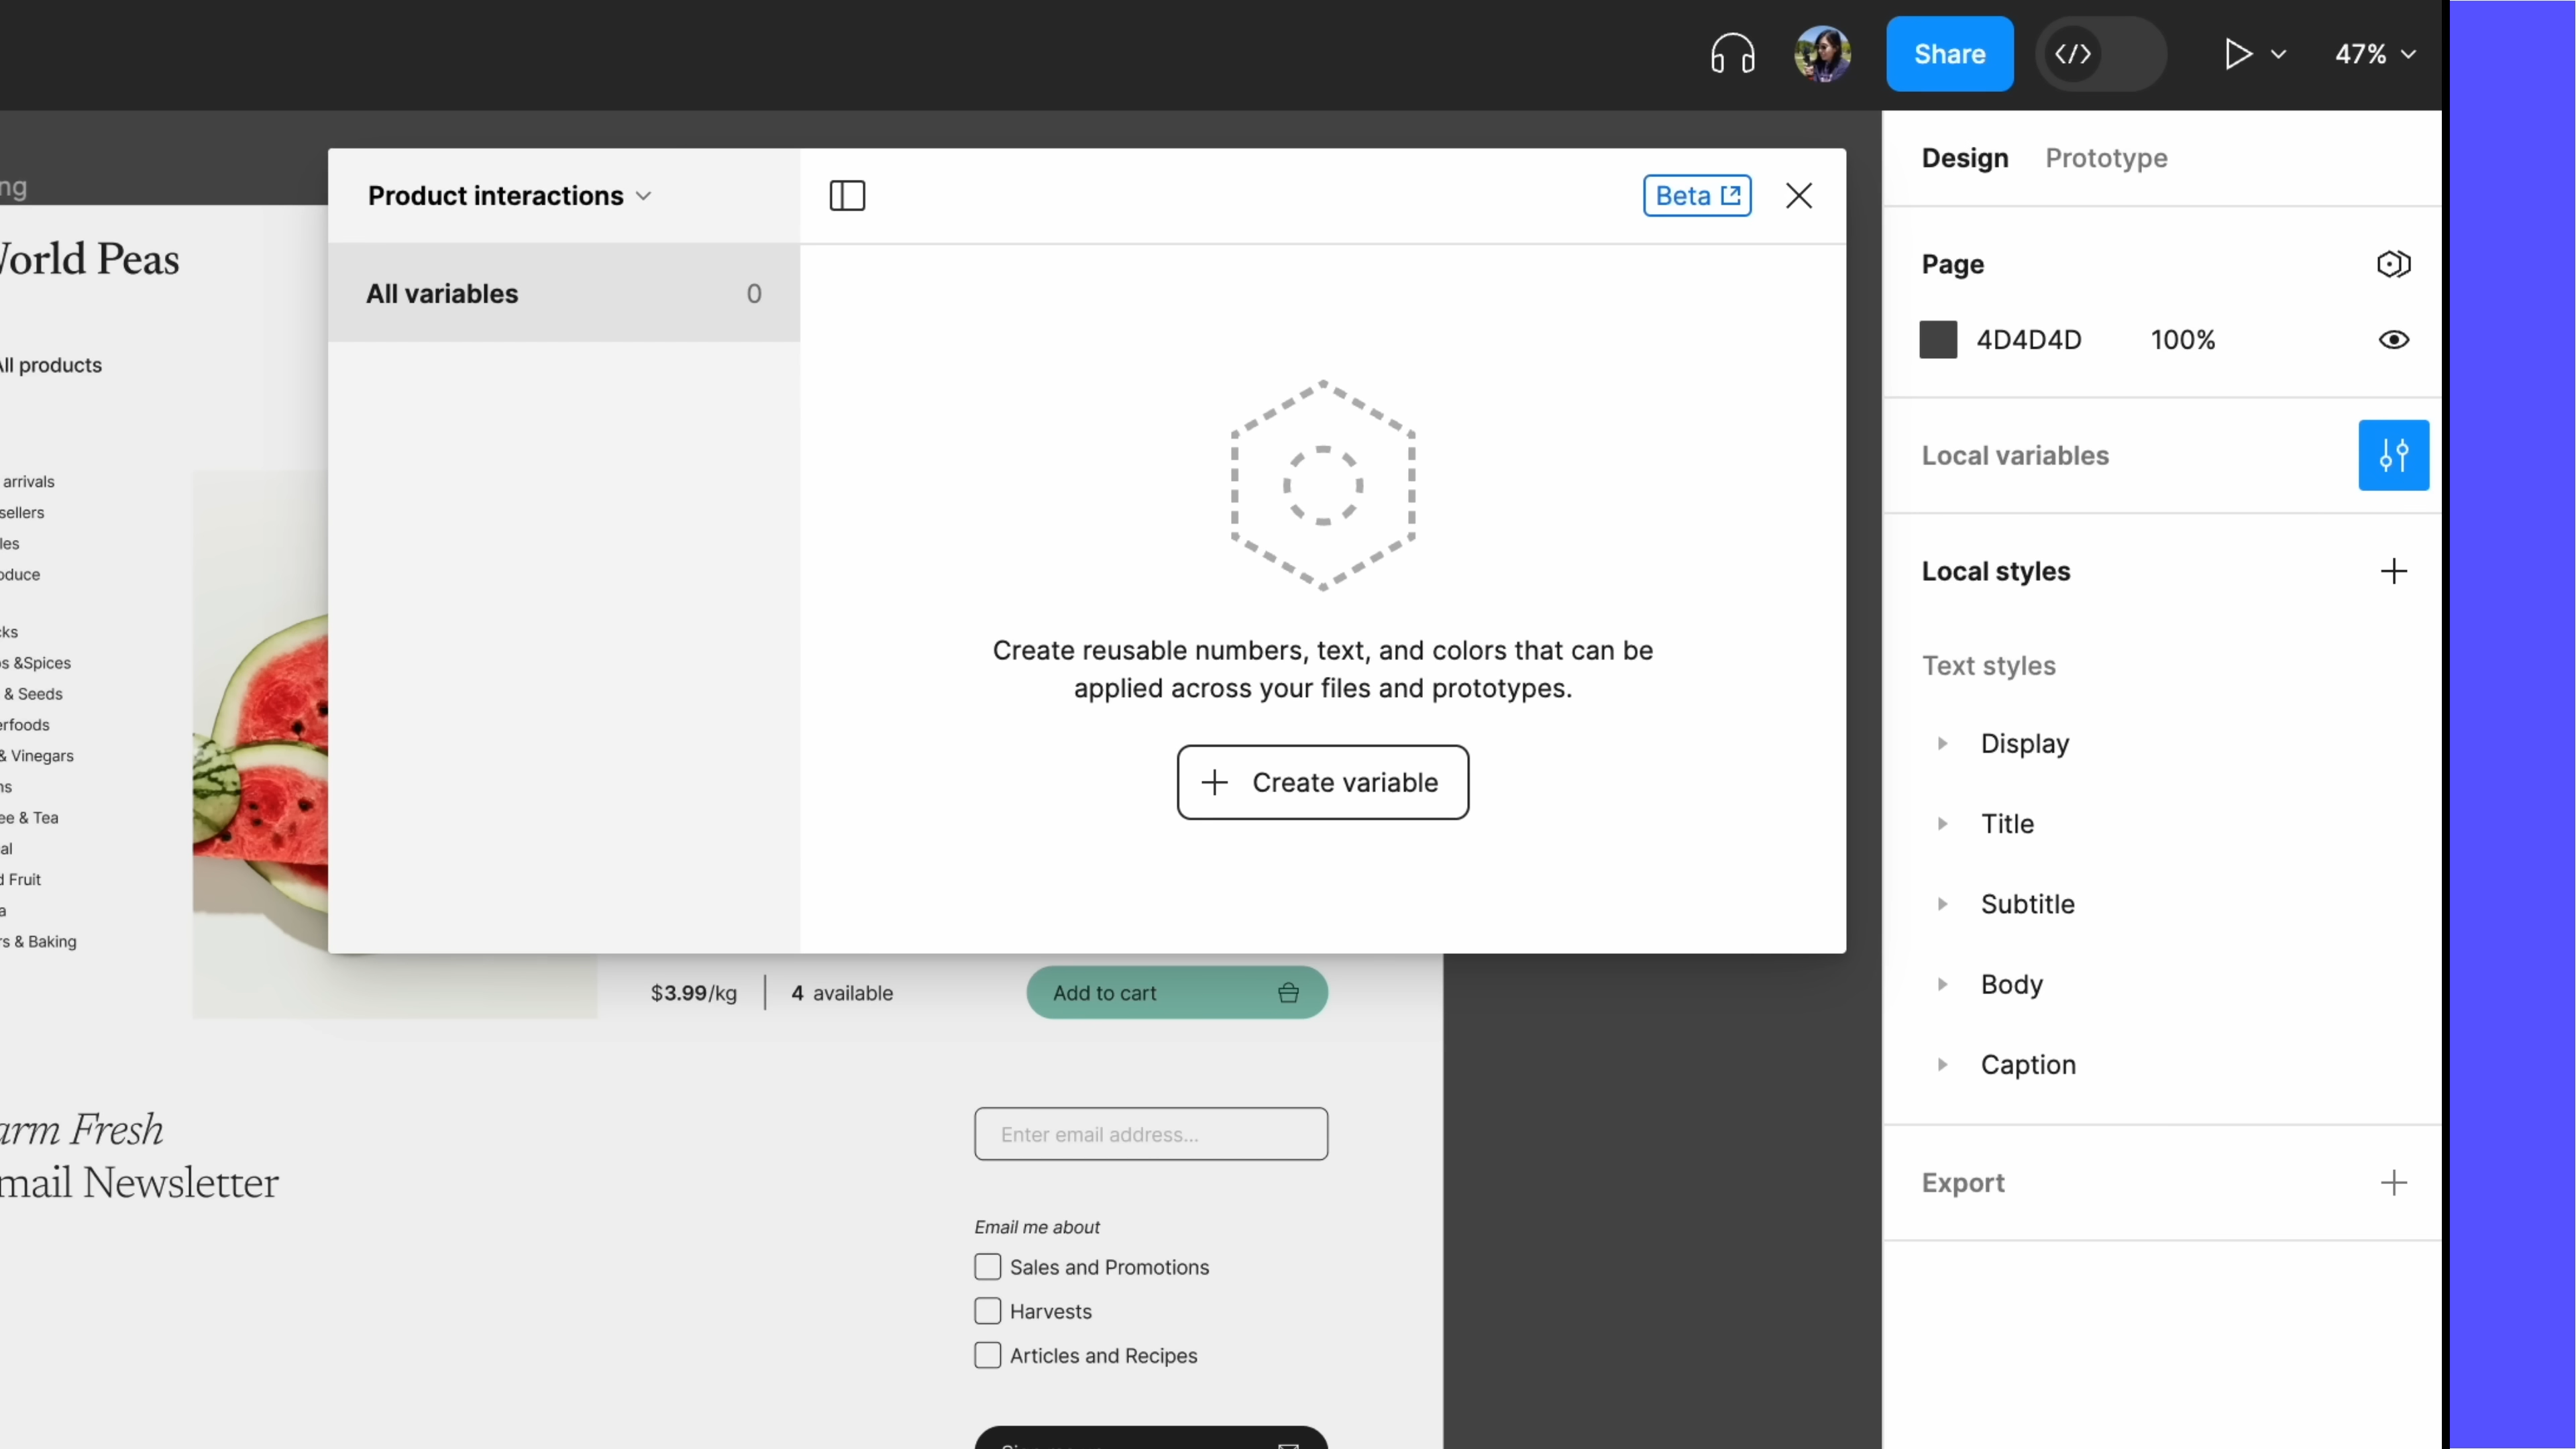 Share
47%
Design Prototype
Product interactions
Beta
All variables 0
Create reusable numbers, text, and colors that can be
applied across your files and prototypes.
Create variable
Page
4D4D4D 100%
Local variables
Local styles
Text styles
Display
Title
Subtitle
Body
Caption
Export
ng
World Peas
All products
arrivals
sellers
les
oduce
cks
s &Spices
& Seeds
erfoods
& Vinegars
ns
ee & Tea
al
d Fruit
a
rs & Baking
$3.99/kg 4 available
Add to cart
arm Fresh
mail Newsletter
Enter email address...
Email me about
Sales and Promotions
Harvests
Articles and Recipes